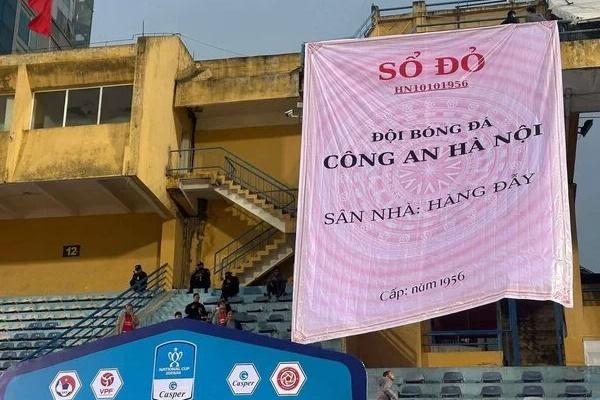 SỔ ĐỎ
HN10101956
ĐỘI BÓNG ĐÁ
CÔNG AN HÀ NỘI
SÂN NHÀ: HÀNG ĐẪY
Cấp: năm 1956
12
VPF
NATIONAL CUP
Casper
Casper